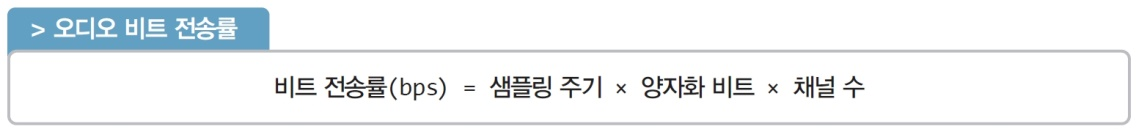 > 오디오 비트 전송률
비트 전송률(bps) = 샘플링 주기 × 양자화 비트 × 채널 수